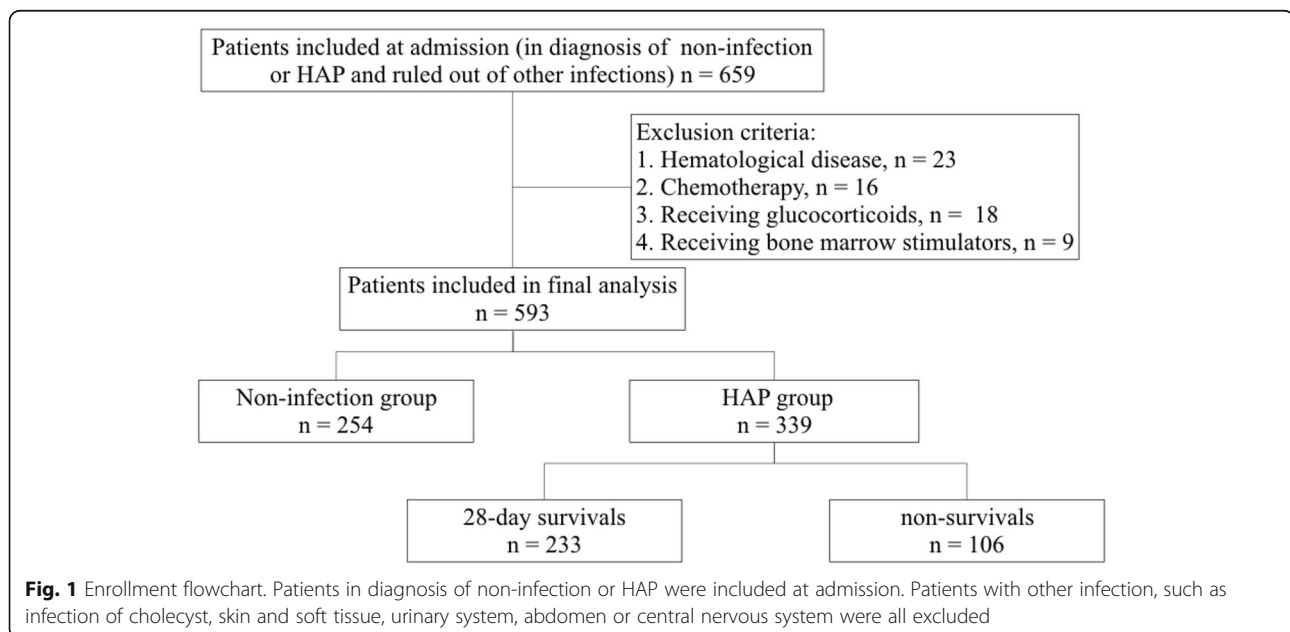 Patients included at admission (in diagnosis of non-infection
or HAP and ruled out of other infections) n = 659
Exclusion criteria:
1. Hematological disease, n = 23
2. Chemotherapy, n = 16
3. Receiving glucocorticoids, n = 18
4. Receiving bone marrow stimulators, n = 9
Patients included in final analysis
n = 593
Non-infection group
n = 254
HAP group
n = 339
28-day survivals
n = 233
non-survivals
n = 106
Fig. 1 Enrollment flowchart. Patients in diagnosis of non-infection or HAP were included at admission. Patients with other infection, such as
infection of cholecyst, skin and soft tissue, urinary system, abdomen or central nervous system were all excluded